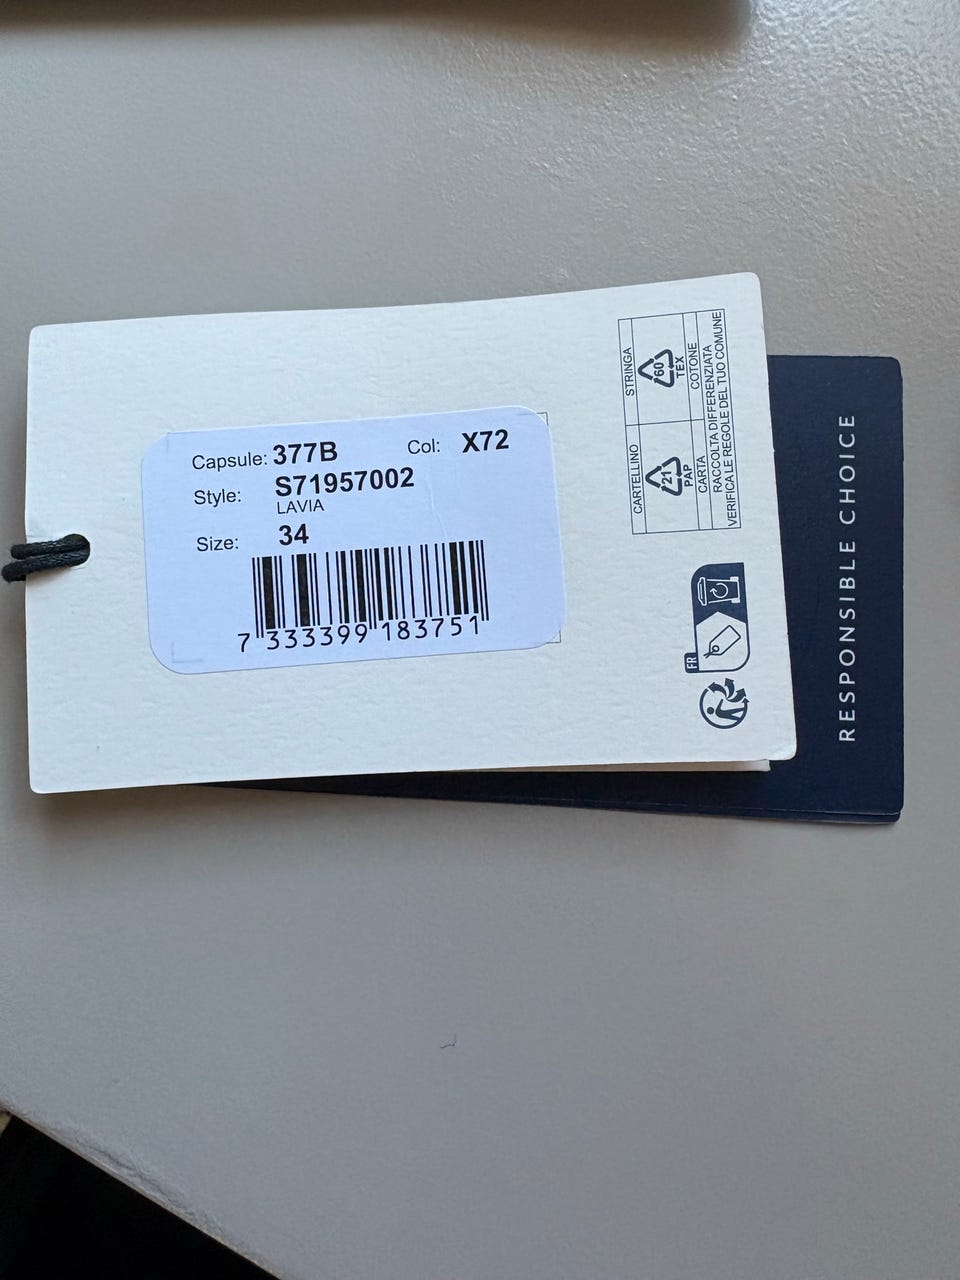 Capsule: 377B Col: X72
Style: S71957002
LAVIA
Size: 34
7 333399 183751
CARTELLINO STRINGA
21 60
PAP TEX
CARTA COTONE
RACCOLTA DIFFERENZIATA
VERIFICA LE REGOLE DEL TUO COMUNE
FR
RESPONSIBLE CHOICE